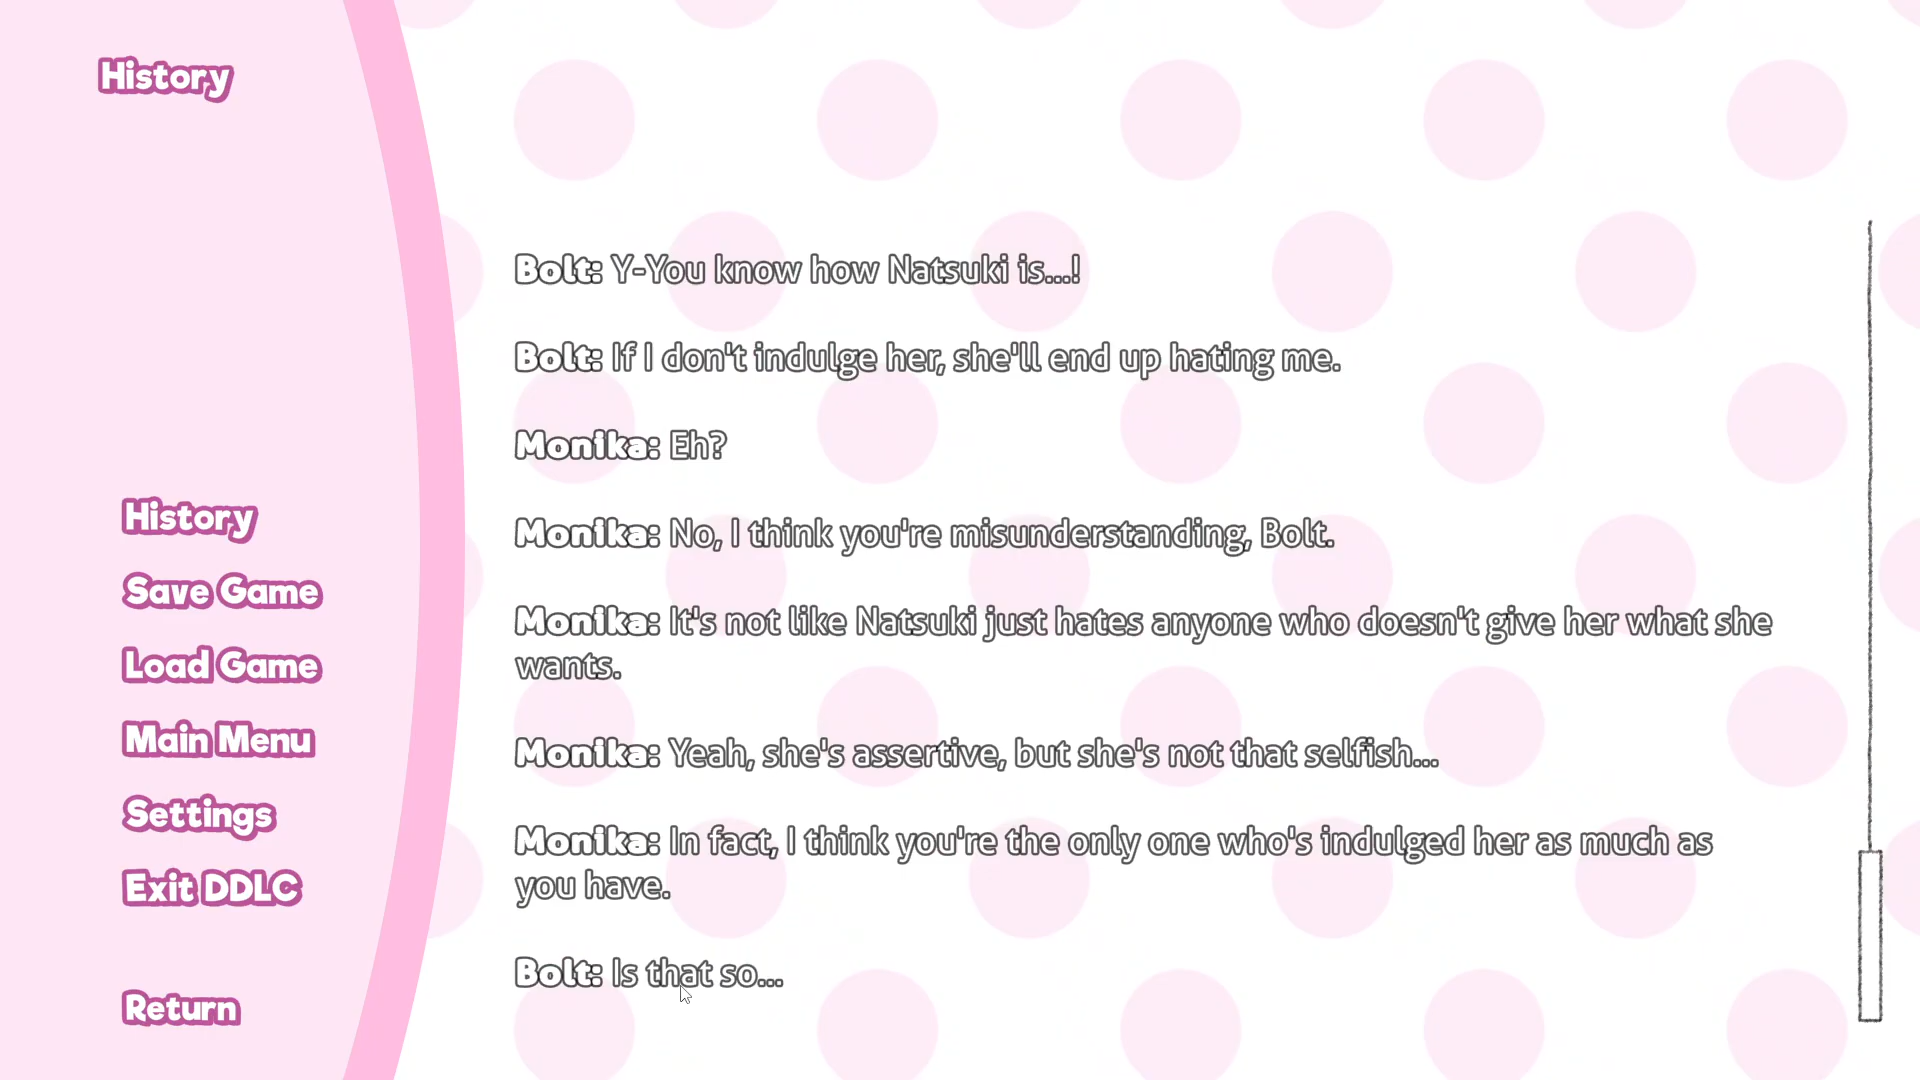 History
History
Save Game
Load Game
Main Menu
Settings
Exit DDLC
Return
Bolt: Y-You know how Natsuki is...!
Bolt: If I don't indulge her, she'll end up hating me.
Monika: Eh?
Monika: No, I think you're misunderstanding, Bolt.
Monika: It's not like Natsuki just hates anyone who doesn't give her what she
wants.
Monika: Yeah, she's assertive, but she's not that selfish...
Monika: In fact, I think you're the only one who's indulged her as much as
you have.
Bolt: Is that so...